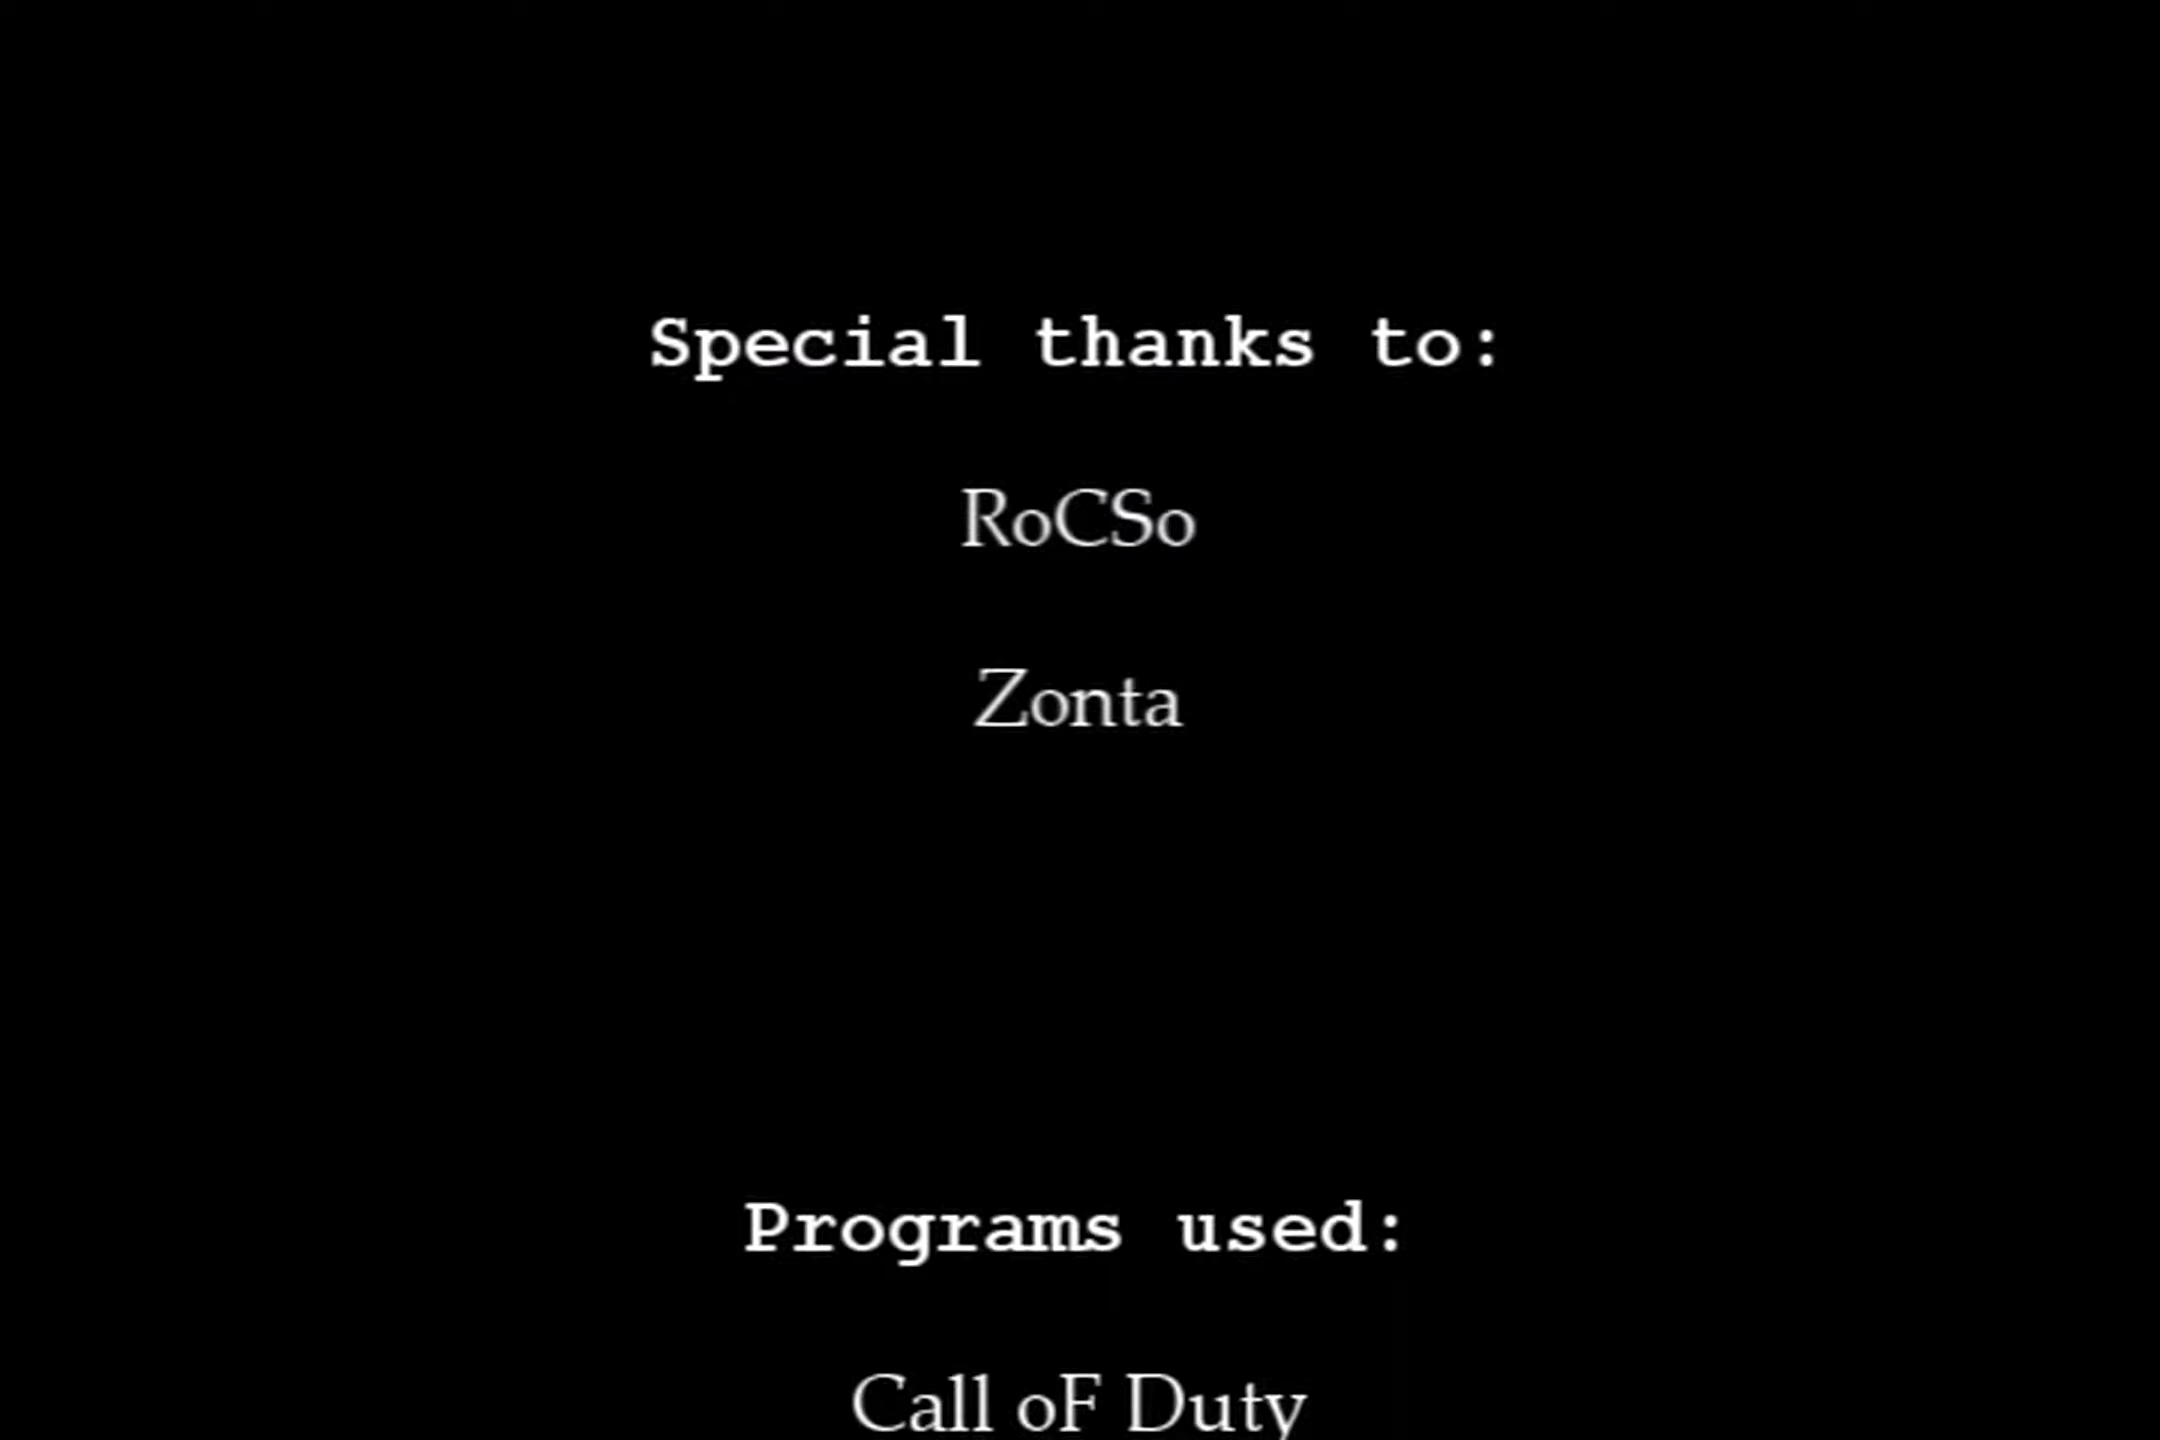 Special thanks to:
RoCSo
Zonta
Programs used:
Call oF Duty